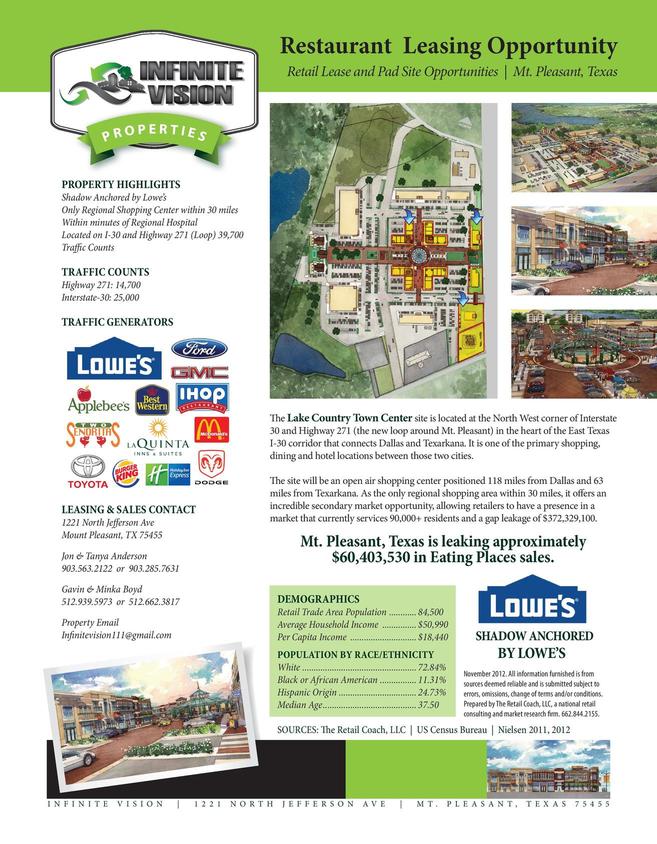 Restaurant Leasing Opportunity
Retail Lease and Pad Site Opportunities | Mt. Pleasant, Texas
INFINITE
VISION
PROPERTIES
PROPERTY HIGHLIGHTS
Shadow Anchored by Lowe's
Only Regional Shopping Center within 30 miles
Within minutes of Regional Hospital
Located on I-30 and Highway 271 (Loop) 39,700
Traffic Counts
TRAFFIC COUNTS
Highway 271: 14,700
Interstate-30: 25,000
TRAFFIC GENERATORS
LOWE'S
Ford
GMC
Applebee's
Best
Western
IHOP
RESTAURANT
TWO
SENORITAS
LAQUINTA
INNS & SUITES
McDonald's
TOYOTA
BURGER
KING
Holiday Inn
Express
DODGE
LEASING & SALES CONTACT
1221 North Jefferson Ave
Mount Pleasant, TX 75455
Jon & Tanya Anderson
903.563.2122 or 903.285.7631
Gavin & Minka Boyd
512.939.5973 or 512.662.3817
Property Email
Infinitevision111@gmail.com
The Lake Country Town Center site is located at the North West corner of Interstate
30 and Highway 271 (the new loop around Mt. Pleasant) in the heart of the East Texas
I-30 corridor that connects Dallas and Texarkana. It is one of the primary shopping,
dining and hotel locations between those two cities.
The site will be an open air shopping center positioned 118 miles from Dallas and 63
miles from Texarkana. As the only regional shopping area within 30 miles, it offers an
incredible secondary market opportunity, allowing retailers to have a presence in a
market that currently services 90,000+ residents and a gap leakage of $372,329,100.
Mt. Pleasant, Texas is leaking approximately
$60,403,530 in Eating Places sales.
DEMOGRAPHICS
Retail Trade Area Population ............ 84,500
Average Household Income .............. $50,990
Per Capita Income ........................... $18,440
POPULATION BY RACE/ETHNICITY
White ................................................ 72.84%
Black or African American ............. 11.31%
Hispanic Origin ................................ 24.73%
Median Age....................................... 37.50
LOWE'S
SHADOW ANCHORED
BY LOWE'S
November 2012. All information furnished is from
sources deemed reliable and is submitted subject to
errors, omissions, change of terms and/or conditions.
Prepared by The Retail Coach, LLC, a national retail
consulting and market research firm. 662.844.2155.
SOURCES: The Retail Coach, LLC | US Census Bureau | Nielsen 2011, 2012
INFINITE VISION | 1221 NORTH JEFFERSON AVE | MT. PLEASANT, TEXAS 75455